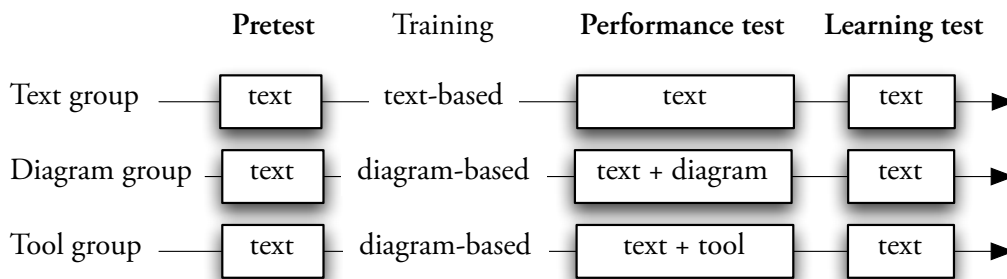 Pretest Training Performance test Learning test
Text group text text-based text text
Diagram group text diagram-based text + diagram text
Tool group text diagram-based text + tool text